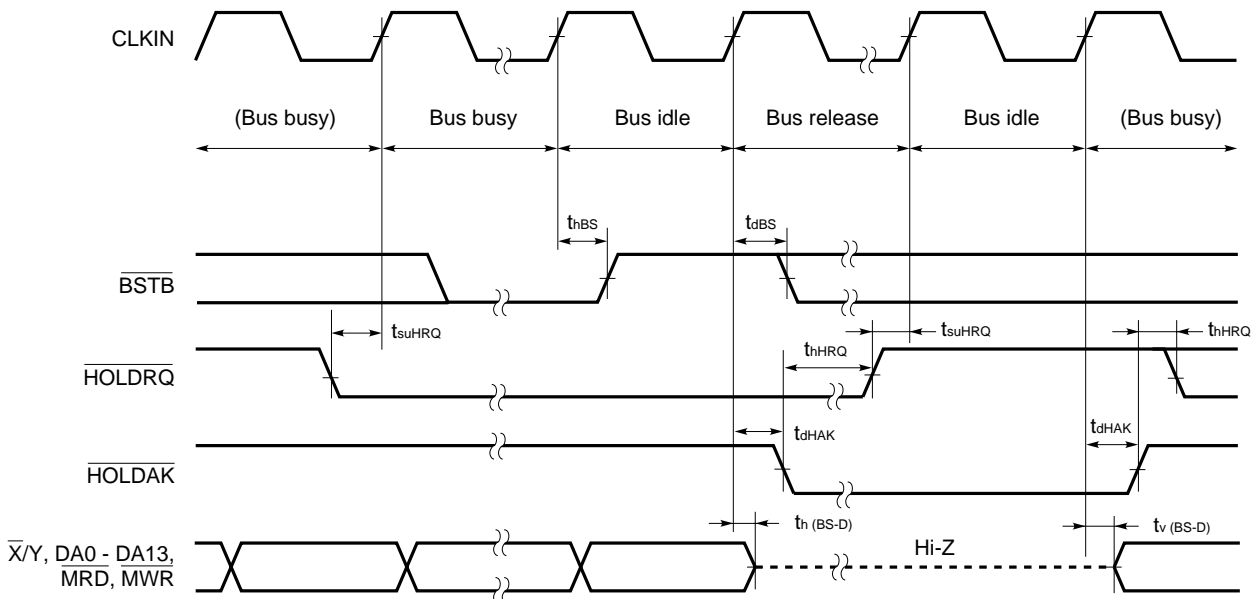 CLKIN
(Bus busy) Bus busy Bus idle Bus release Bus idle (Bus busy)
thBS tdBS
BSTB
tsuHRQ tsuHRQ thHRQ
thHRQ
HOLDRQ
tdHAK tdHAK
HOLDAK
th (BS-D) tv (BS-D)
X/Y, DA0 - DA13,
MRD, MWR
Hi-Z